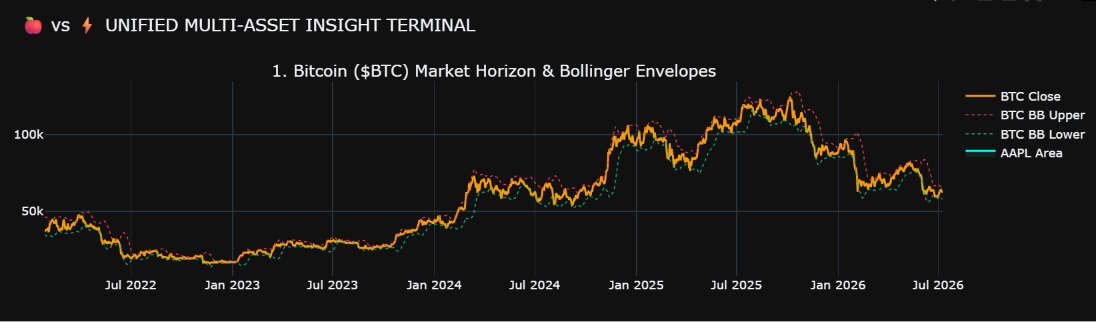 🍎 vs ⚡ UNIFIED MULTI-ASSET INSIGHT TERMINAL
1. Bitcoin ($BTC) Market Horizon & Bollinger Envelopes
BTC Close
BTC BB Upper
BTC BB Lower
AAPL Area
100k
50k
Jul 2022 Jan 2023 Jul 2023 Jan 2024 Jul 2024 Jan 2025 Jul 2025 Jan 2026 Jul 2026